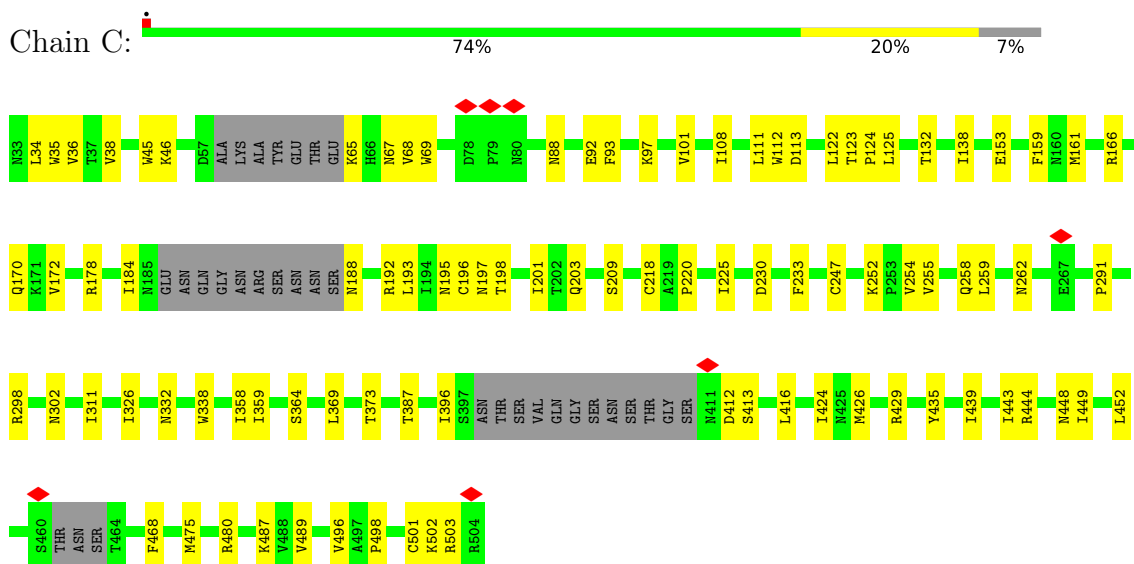 Chain C:
74% 20% 7%
N33 L34 W35 V36 T37 V38 W45 K46 D57 ALA LYS ALA TYR GLU THR GLU K65 H66 N67 V68 W69 D78 P79 N80 N88 E92 F93 K97 V101 I108 L111 W112 D113 L122 T123 P124 L125 T132 I138 E153 F159 N160 M161 R166
Q170 K171 V172 R178 I184 N185 GLU ASN GLN GLY ASN ARG SER ASN ASN SER N188 R192 L193 I194 N195 C196 N197 T198 I201 T202 Q203 S209 C218 A219 P220 I225 D230 F233 C247 K252 P253 V254 V255 Q258 L259 N262 E267 P291
R298 N302 I311 I326 N332 W338 I358 I359 S364 L369 T373 T387 I396 S397 ASN THR SER VAL GLN GLY SER ASN SER THR GLY SER N411 D412 S413 L416 I424 N425 M426 R429 Y435 I439 I443 R444 N448 I449 L452
S460 THR ASN SER T464 F468 M475 R480 K487 V488 V489 V496 A497 P498 C501 K502 R503 R504